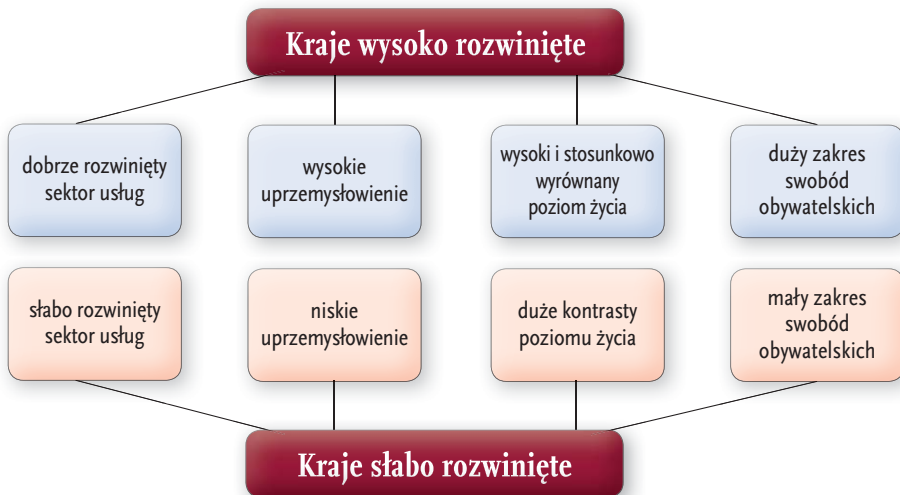 Kraje wysoko rozwinięte
dobrze rozwinięty
sektor usług
wysokie
uprzemysłowienie
wysoki i stosunkowo
wyrównany
poziom życia
duży zakres
swobód
obywatelskich
słabo rozwinięty
sektor usług
niskie
uprzemysłowienie
duże kontrasty
poziomu życia
mały zakres
swobód
obywatelskich
Kraje słabo rozwinięte